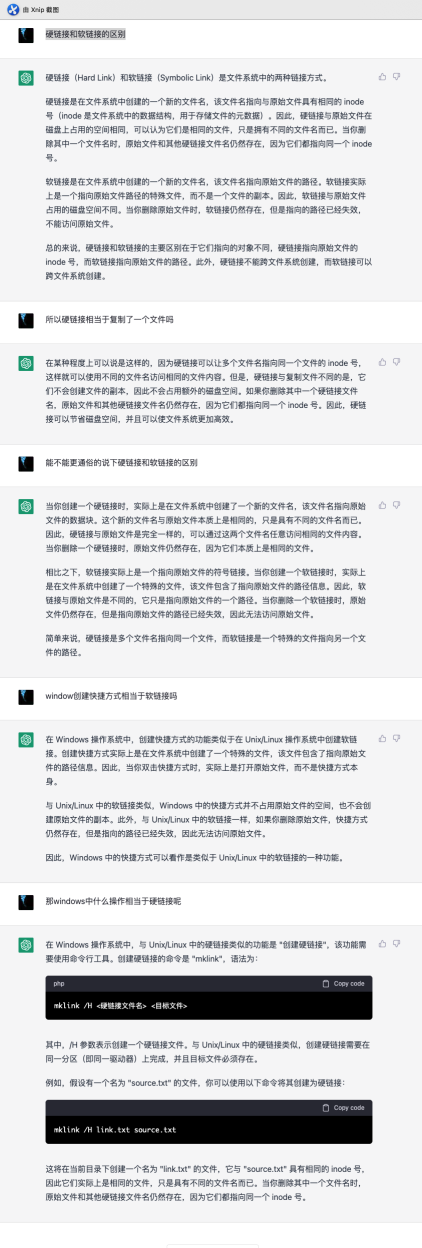 由 Xnip 截图
硬链接和软链接的区别
硬链接（Hard Link）和软链接（Symbolic Link）是文件系统中的两种链接方式。
硬链接是在文件系统中创建的一个新的文件名，该文件名指向与原始文件具有相同的 inode
号（inode 是文件系统中的数据结构，用于存储文件的元数据）。因此，硬链接与原始文件在
磁盘上占用的空间相同，可以认为它们是相同的文件，只是拥有不同的文件名而已。当你删
除其中一个文件名时，原始文件和其他硬链接文件名仍然存在，因为它们都指向同一个 inode
号。
软链接是在文件系统中创建的一个新的文件名，该文件名指向原始文件的路径。软链接实际
上是一个指向原始文件路径的特殊文件，而不是一个文件的副本。因此，软链接与原始文件
占用的磁盘空间不同。当你删除原始文件时，软链接仍然存在，但是指向的路径已经失效，
不能访问原始文件。
总的来说，硬链接和软链接的主要区别在于它们指向的对象不同，硬链接指向原始文件的
inode 号，而软链接指向原始文件的路径。此外，硬链接不能跨文件系统创建，而软链接可以
跨文件系统创建。
所以硬链接相当于复制了一个文件吗
在某种程度上可以说是这样的，因为硬链接可以让多个文件名指向同一个文件的 inode 号，
这样就可以使用不同的文件名访问相同的文件内容。但是，硬链接与复制文件不同的是，它
们不会创建文件的副本，因此不会占用额外的磁盘空间。如果你删除其中一个硬链接文件
名，原始文件和其他硬链接文件名仍然存在，因为它们都指向同一个 inode 号。因此，硬链
接可以节省磁盘空间，并且可以使文件系统更加高效。
能不能更通俗的说下硬链接和软链接的区别
当你创建一个硬链接时，实际上是在文件系统中创建了一个新的文件名，该文件名指向原始
文件的数据块。这个新的文件名与原始文件本质上是相同的，只是具有不同的文件名而已。
因此，硬链接与原始文件是完全一样的，可以通过这两个文件名任意访问相同的文件内容。
当你删除一个硬链接时，原始文件仍然存在，因为它们本质上是相同的文件。
相比之下，软链接实际上是一个指向原始文件的符号链接。当你创建一个软链接时，实际上
是在文件系统中创建了一个特殊的文件，该文件包含了指向原始文件的路径信息。因此，软
链接与原始文件是不同的，它只是指向原始文件的一个路径。当你删除一个软链接时，原始
文件仍然存在，但是指向原始文件的路径已经失效，因此无法访问原始文件。
简单来说，硬链接是多个文件名指向同一个文件，而软链接是一个特殊的文件指向另一个文
件的路径。
window创建快捷方式相当于软链接吗
在 Windows 操作系统中，创建快捷方式的功能类似于在 Unix/Linux 操作系统中创建软链
接。创建快捷方式实际上是在文件系统中创建了一个特殊的文件，该文件包含了指向原始文
件的路径信息。因此，当你双击快捷方式时，实际上是打开原始文件，而不是快捷方式本
身。
与 Unix/Linux 中的软链接类似，Windows 中的快捷方式并不占用原始文件的空间，也不会创
建原始文件的副本。此外，与 Unix/Linux 中的软链接一样，如果你删除原始文件，快捷方式
仍然存在，但是指向的路径已经失效，因此无法访问原始文件。
因此，Windows 中的快捷方式可以看作是类似于 Unix/Linux 中的软链接的一种功能。
那windows中什么操作相当于硬链接呢
在 Windows 操作系统中，与 Unix/Linux 中的硬链接类似的功能是 "创建硬链接"，该功能需
要使用命令行工具。创建硬链接的命令是 "mklink"，语法为：
php Copy code
mklink /H <硬链接文件名> <目标文件>
其中，/H 参数表示创建一个硬链接文件。与 Unix/Linux 中的硬链接类似，创建硬链接需要在
同一分区（即同一驱动器）上完成，并且目标文件必须存在。
例如，假设有一个名为 "source.txt" 的文件，你可以使用以下命令将其创建为硬链接：
Copy code
mklink /H link.txt source.txt
这将在当前目录下创建一个名为 "link.txt" 的文件，它与 "source.txt" 具有相同的 inode 号，
因此它们实际上是相同的文件，只是具有不同的文件名而已。当你删除其中一个文件名时，
原始文件和其他硬链接文件名仍然存在，因为它们都指向同一个 inode 号。